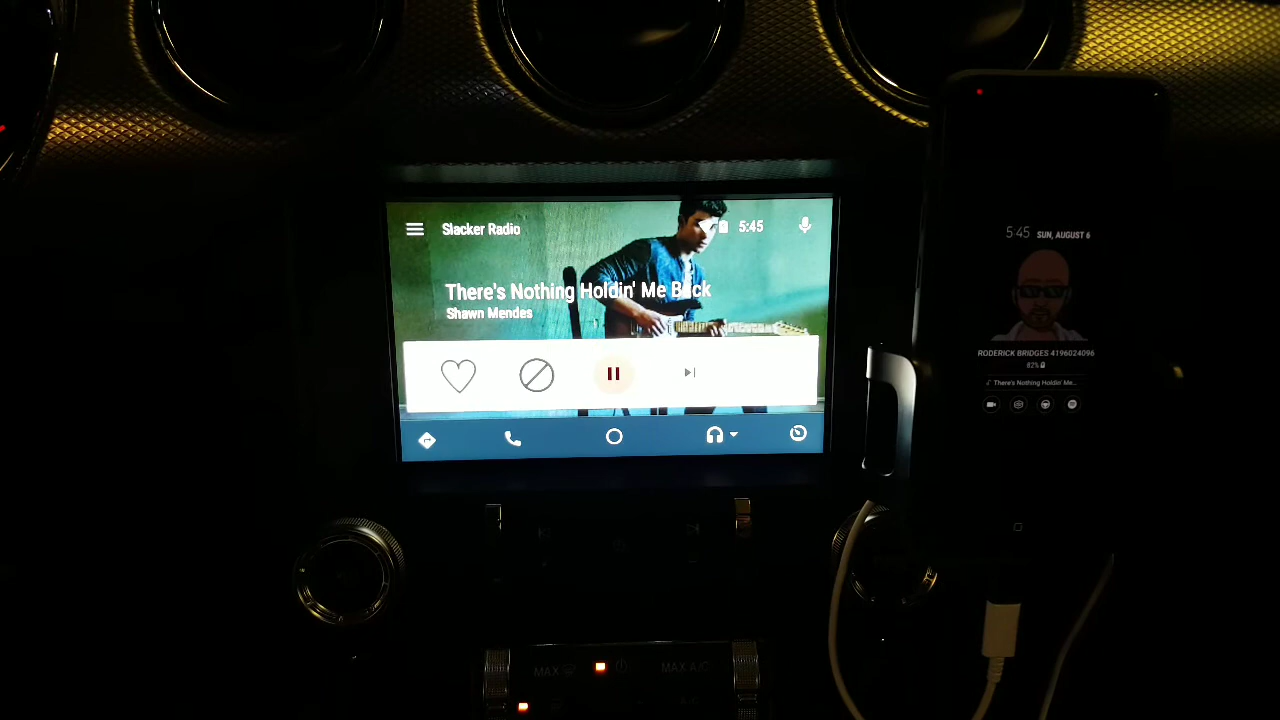 Slacker Radio
5:45
There's Nothing Holdin' Me Back
Shawn Mendes
5 45 SUN, AUGUST 6
RODERICK BRIDGES 4196024096
82%
There's Nothing Holdin' Me...
MAX
MAX A/C
A/C